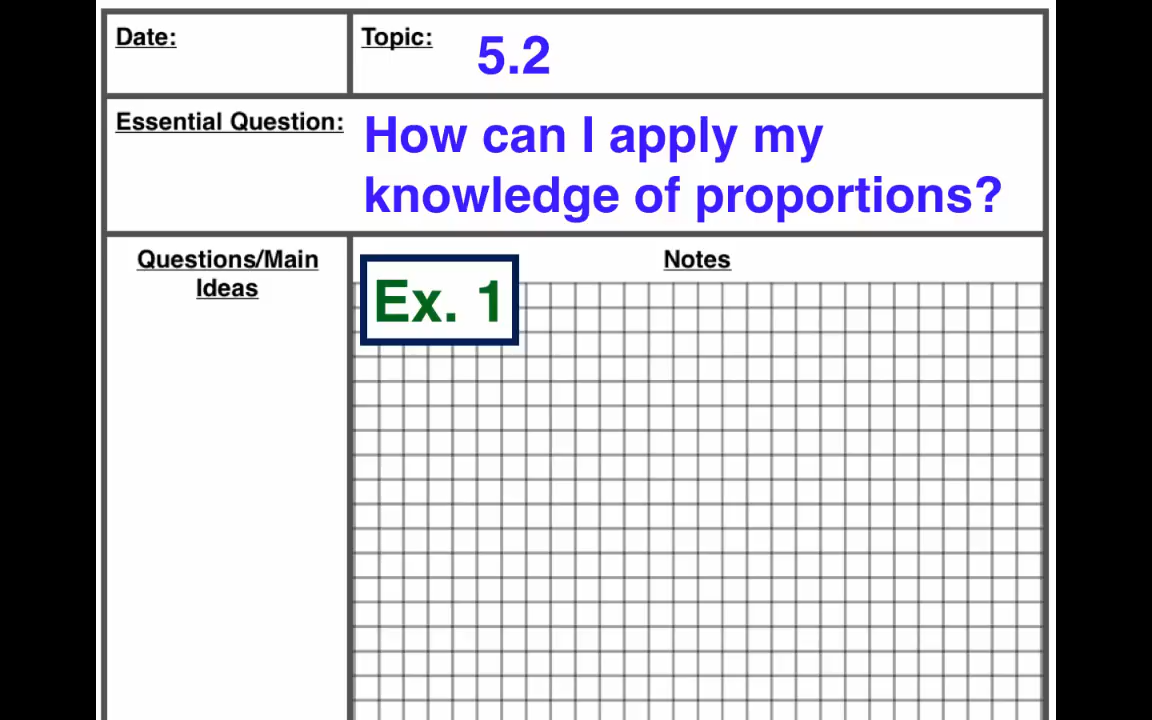 Date:
Topic: 5.2
Essential Question: How can I apply my
knowledge of proportions?
Questions/Main
Ideas
Notes
Ex. 1